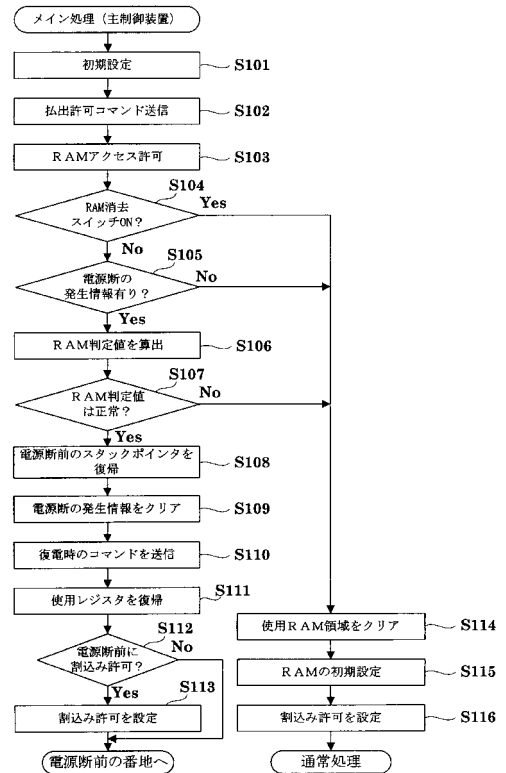 メイン処理（主制御装置）
初期設定
S101
払出許可コマンド送信
S102
ＲＡＭアクセス許可
S103
S104
RAM消去
スイッチON？
Yes
No
S105
電源断の
発生情報有り？
No
Yes
ＲＡＭ判定値を算出
S106
S107
ＲＡＭ判定値
は正常？
No
Yes
電源断前のスタックポインタを
復帰
S108
電源断の発生情報をクリア
S109
復電時のコマンドを送信
S110
使用レジスタを復帰
S111
S112
電源断前に
割込み許可？
No
Yes
S113
割込み許可を設定
電源断前の番地へ
使用ＲＡＭ領域をクリア
S114
ＲＡＭの初期設定
S115
割込み許可を設定
S116
通常処理